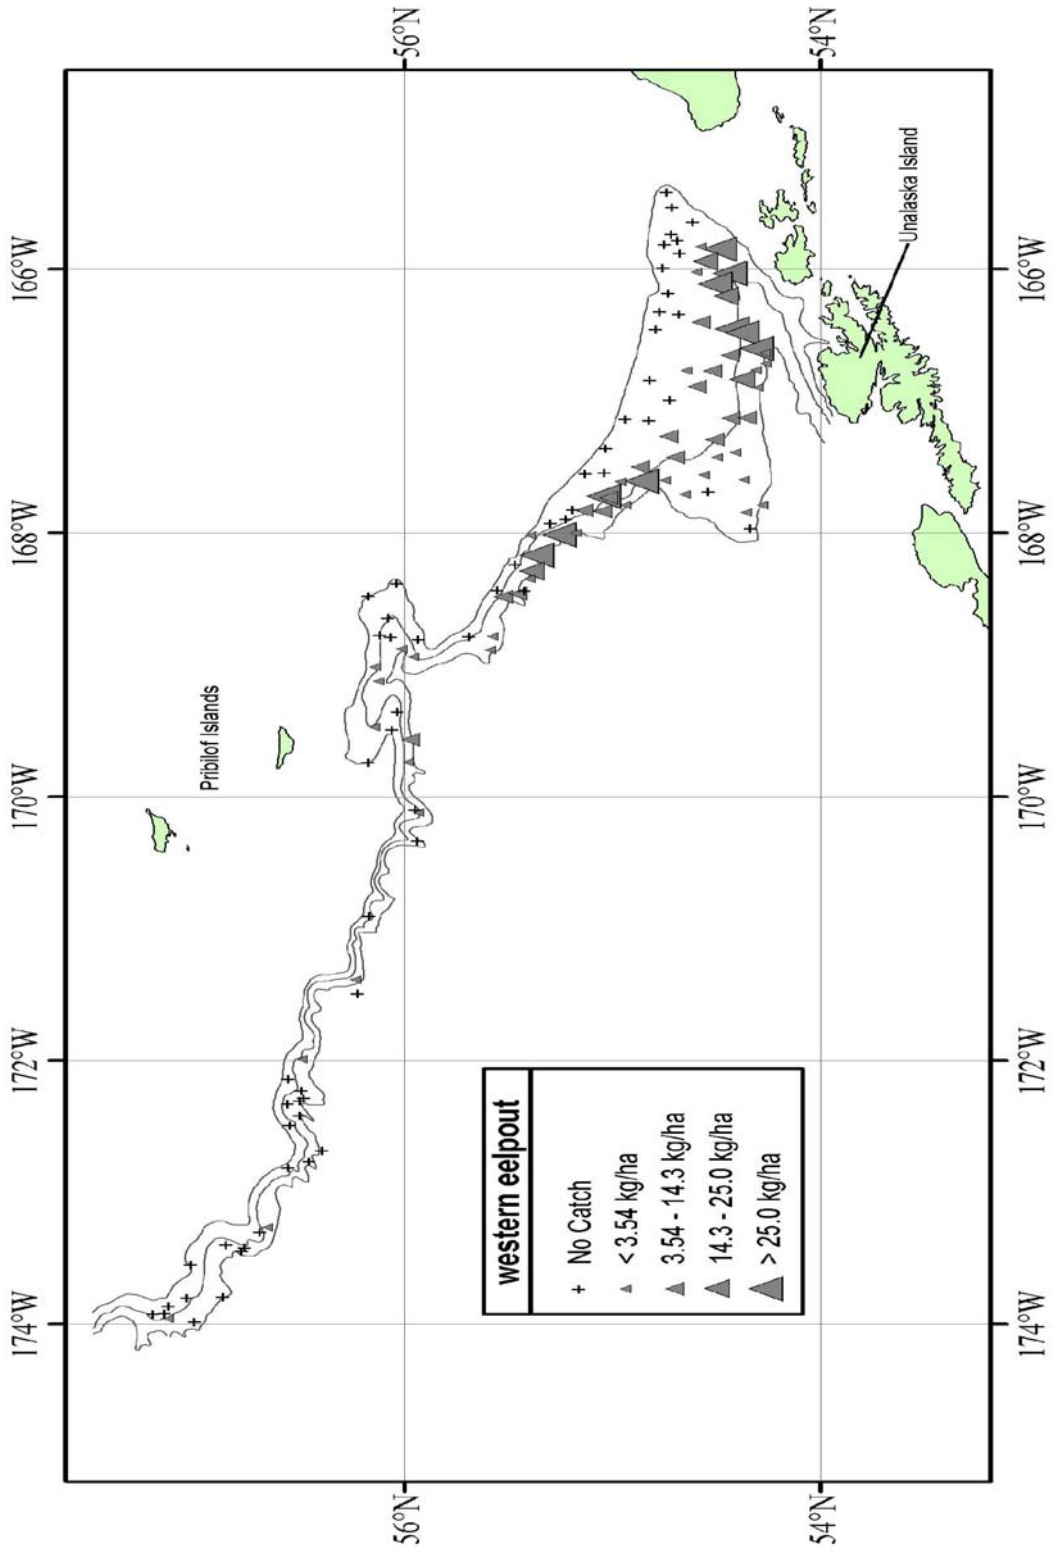 174°W
172°W
170°W
168°W
166°W
56°N
56°N
Pribilof Islands
western eelpout
No Catch
< 3.54 kg/ha
3.54 - 14.3 kg/ha
14.3 - 25.0 kg/ha
> 25.0 kg/ha
Unalaska Island
54°N
54°N
174°W
172°W
170°W
168°W
166°W